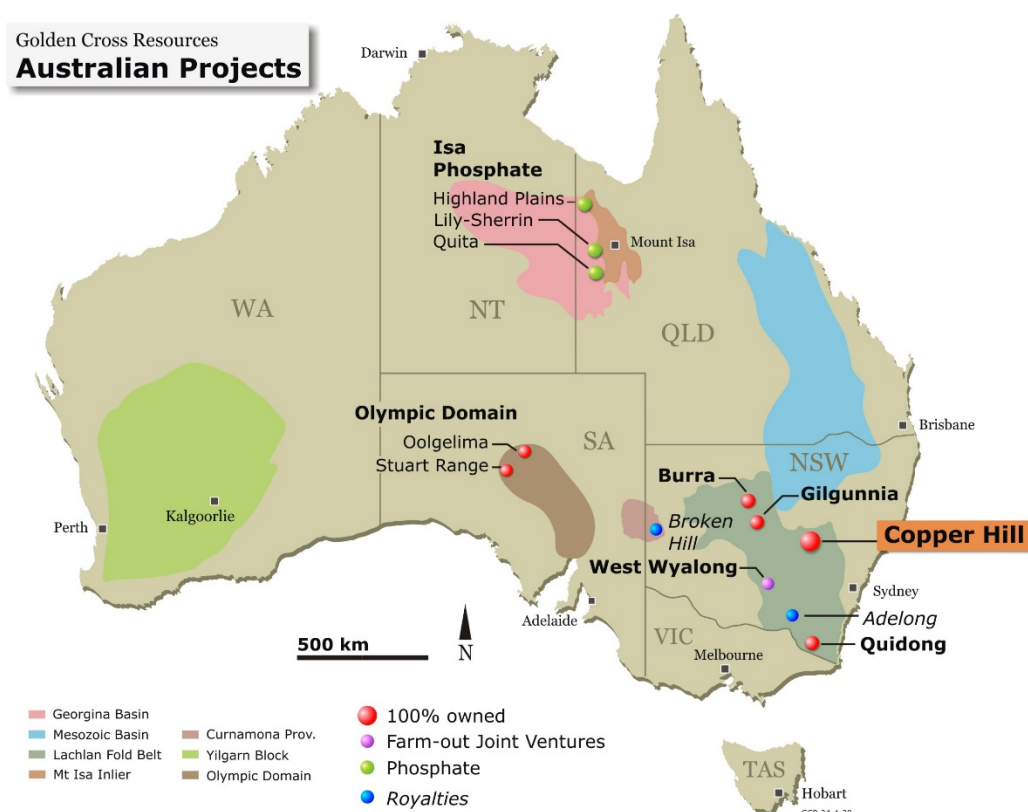 Golden Cross Resources
Australian Projects
Darwin
Isa
Phosphate
Highland Plains
Lily-Sherrin
Quita
Mount Isa
WA
NT
QLD
Olympic Domain
Oolgelima
Stuart Range
SA
Brisbane
NSW
Burra
Gilgunnia
Kalgoorlie
Perth
Broken
Hill
Copper Hill
West Wyalong
Sydney
Adelaide
Adelong
VIC
Quidong
Melbourne
500 km
N
Georgina Basin
Mesozoic Basin
Lachlan Fold Belt
Mt Isa Inlier
Curnamona Prov.
Yilgarn Block
Olympic Domain
100% owned
Farm-out Joint Ventures
Phosphate
Royalties
TAS
Hobart